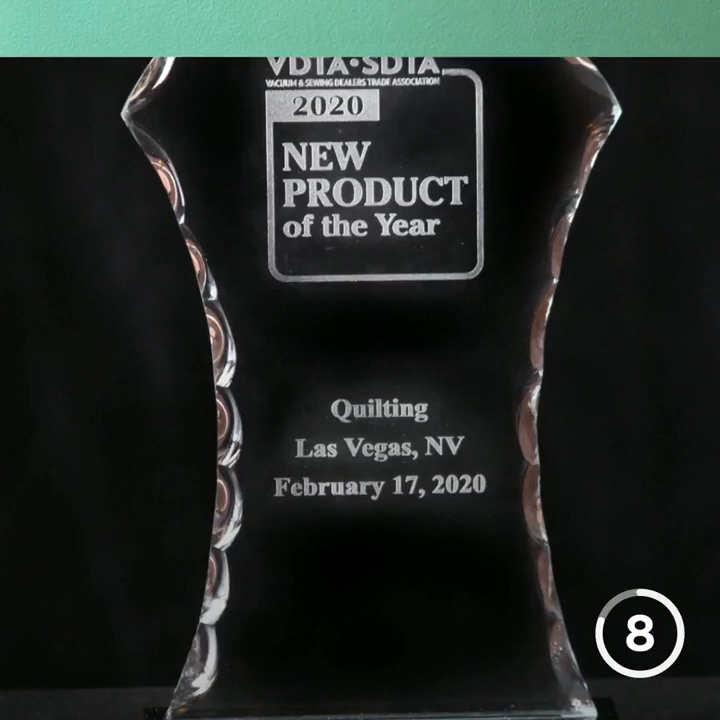 VDTA•SDTA
VACUUM & SEWING DEALERS TRADE ASSOCIATION
2020
NEW
PRODUCT
of the Year
Quilting
Las Vegas, NV
February 17, 2020
8